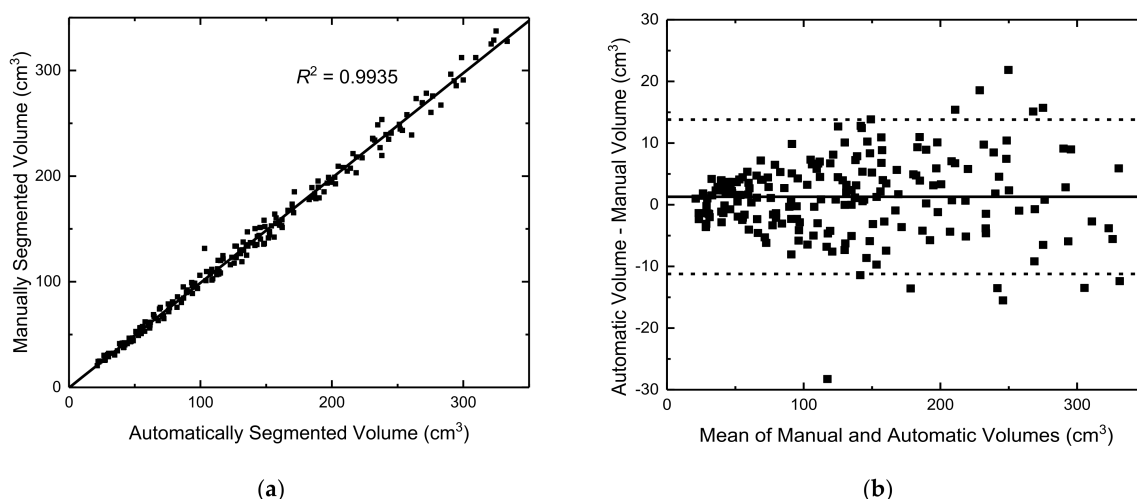 R² = 0.9935
Manually Segmented Volume (cm³)
300
200
100
0
0 100 200 300
Automatically Segmented Volume (cm³)
(a)
Automatic Volume - Manual Volume (cm³)
30
20
10
0
-10
-20
-30
0 100 200 300
Mean of Manual and Automatic Volumes (cm³)
(b)